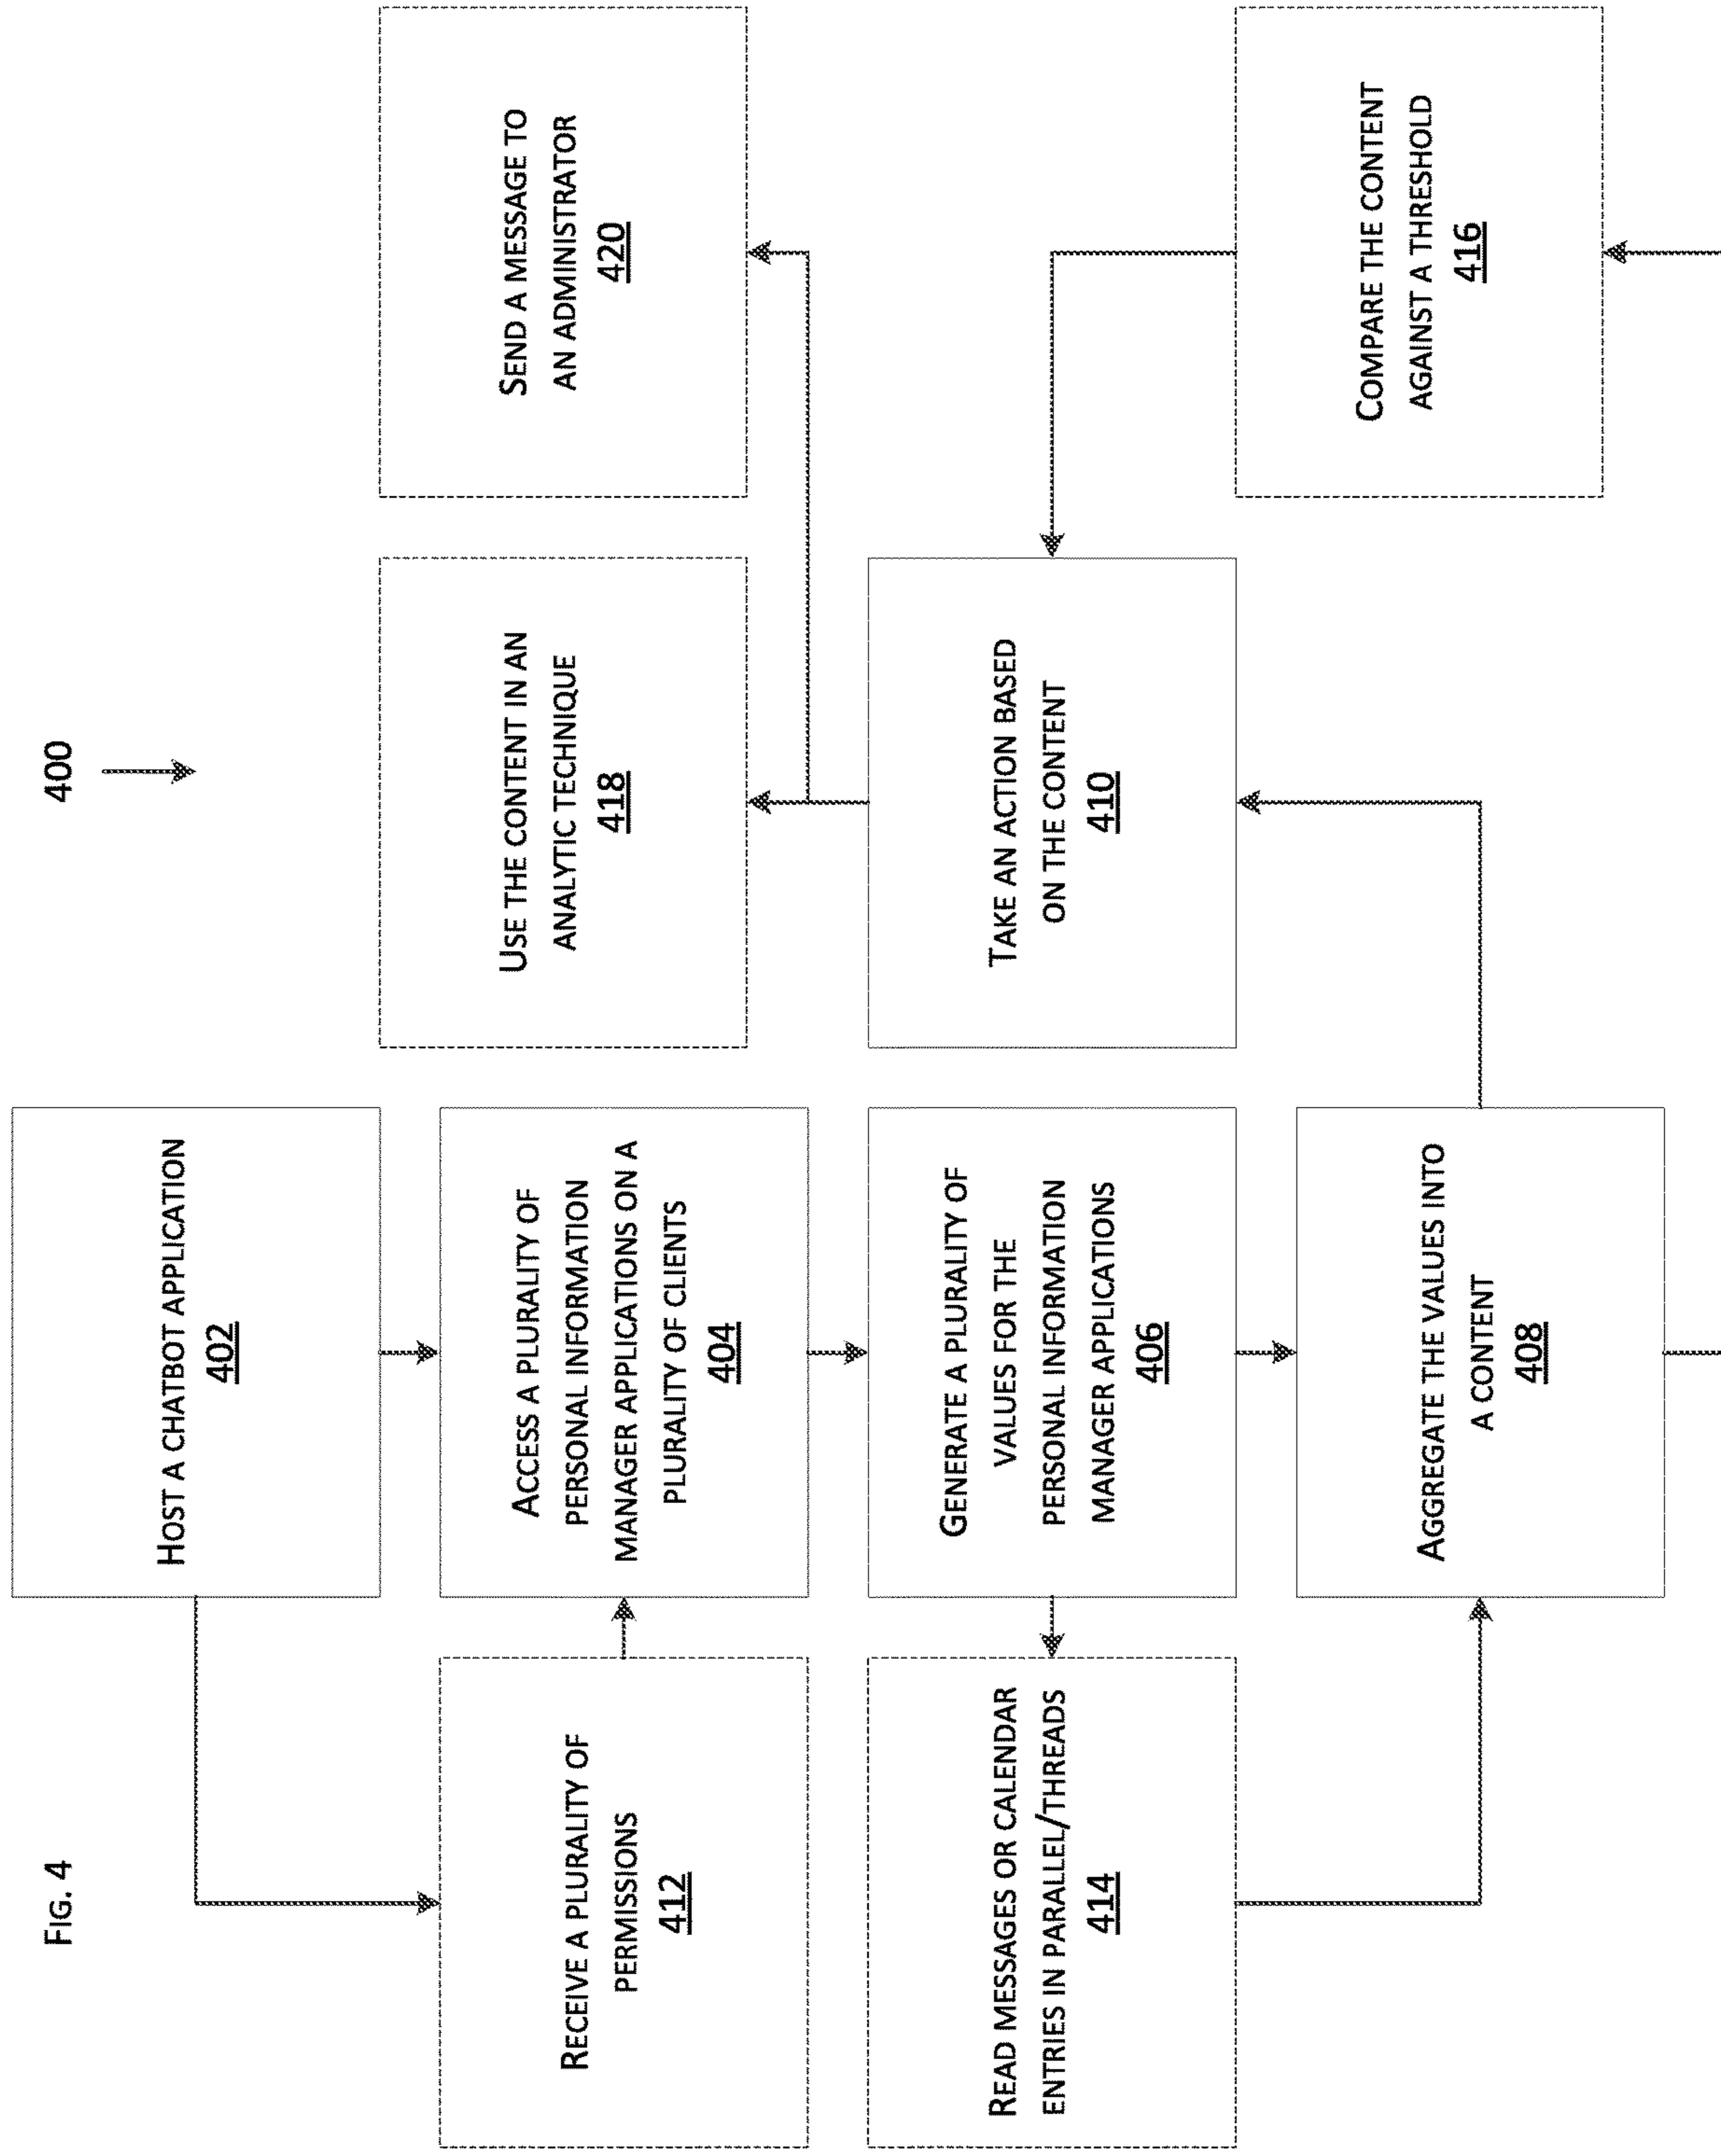 FIG. 4
400
HOST A CHATBOT APPLICATION
402
RECEIVE A PLURALITY OF
PERMISSIONS
412
ACCESS A PLURALITY OF
PERSONAL INFORMATION
MANAGER APPLICATIONS ON A
PLURALITY OF CLIENTS
404
USE THE CONTENT IN AN
ANALYTIC TECHNIQUE
418
SEND A MESSAGE TO
AN ADMINISTRATOR
420
READ MESSAGES OR CALENDAR
ENTRIES IN PARALLEL/THREADS
414
GENERATE A PLURALITY OF
VALUES FOR THE
PERSONAL INFORMATION
MANAGER APPLICATIONS
406
TAKE AN ACTION BASED
ON THE CONTENT
410
AGGREGATE THE VALUES INTO
A CONTENT
408
COMPARE THE CONTENT
AGAINST A THRESHOLD
416